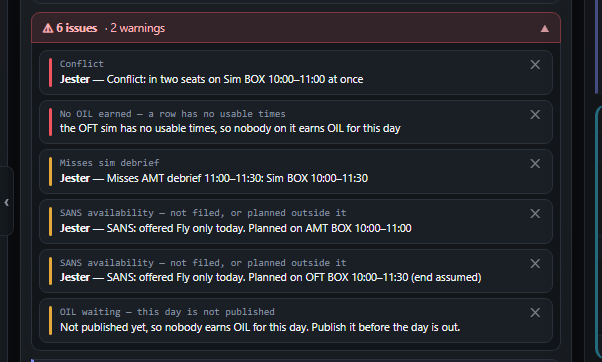 6 issues · 2 warnings
Conflict
Jester — Conflict: in two seats on Sim BOX 10:00–11:00 at once
No OIL earned — a row has no usable times
the OFT sim has no usable times, so nobody on it earns OIL for this day
Misses sim debrief
Jester — Misses AMT debrief 11:00–11:30: Sim BOX 10:00–11:30
SANS availability — not filed, or planned outside it
Jester — SANS: offered Fly only today. Planned on AMT BOX 10:00–11:00
SANS availability — not filed, or planned outside it
Jester — SANS: offered Fly only today. Planned on OFT BOX 10:00–11:30 (end assumed)
OIL waiting — this day is not published
Not published yet, so nobody earns OIL for this day. Publish it before the day is out.